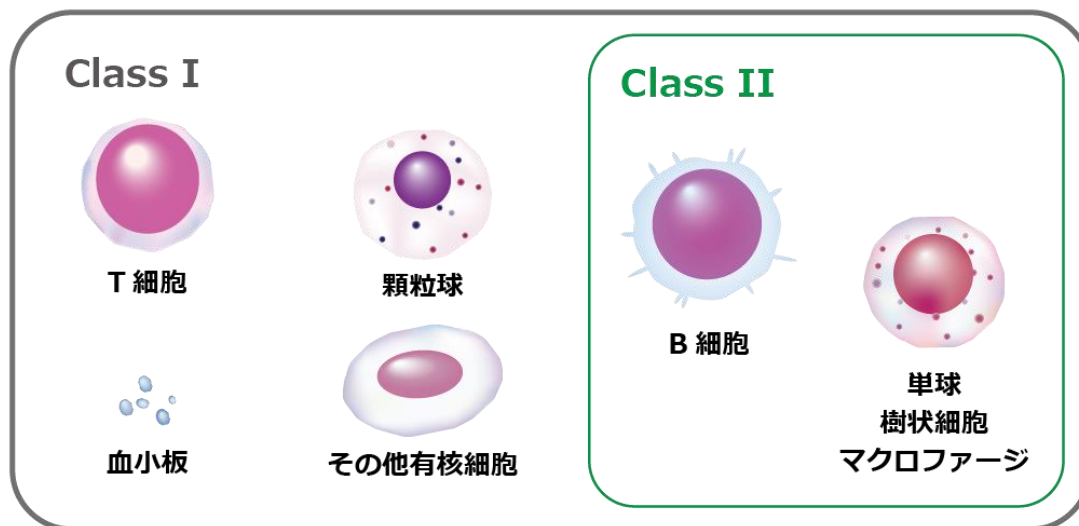 Class I
T 細胞
顆粒球
血小板
その他有核細胞
Class II
B 細胞
単球
樹状細胞
マクロファージ